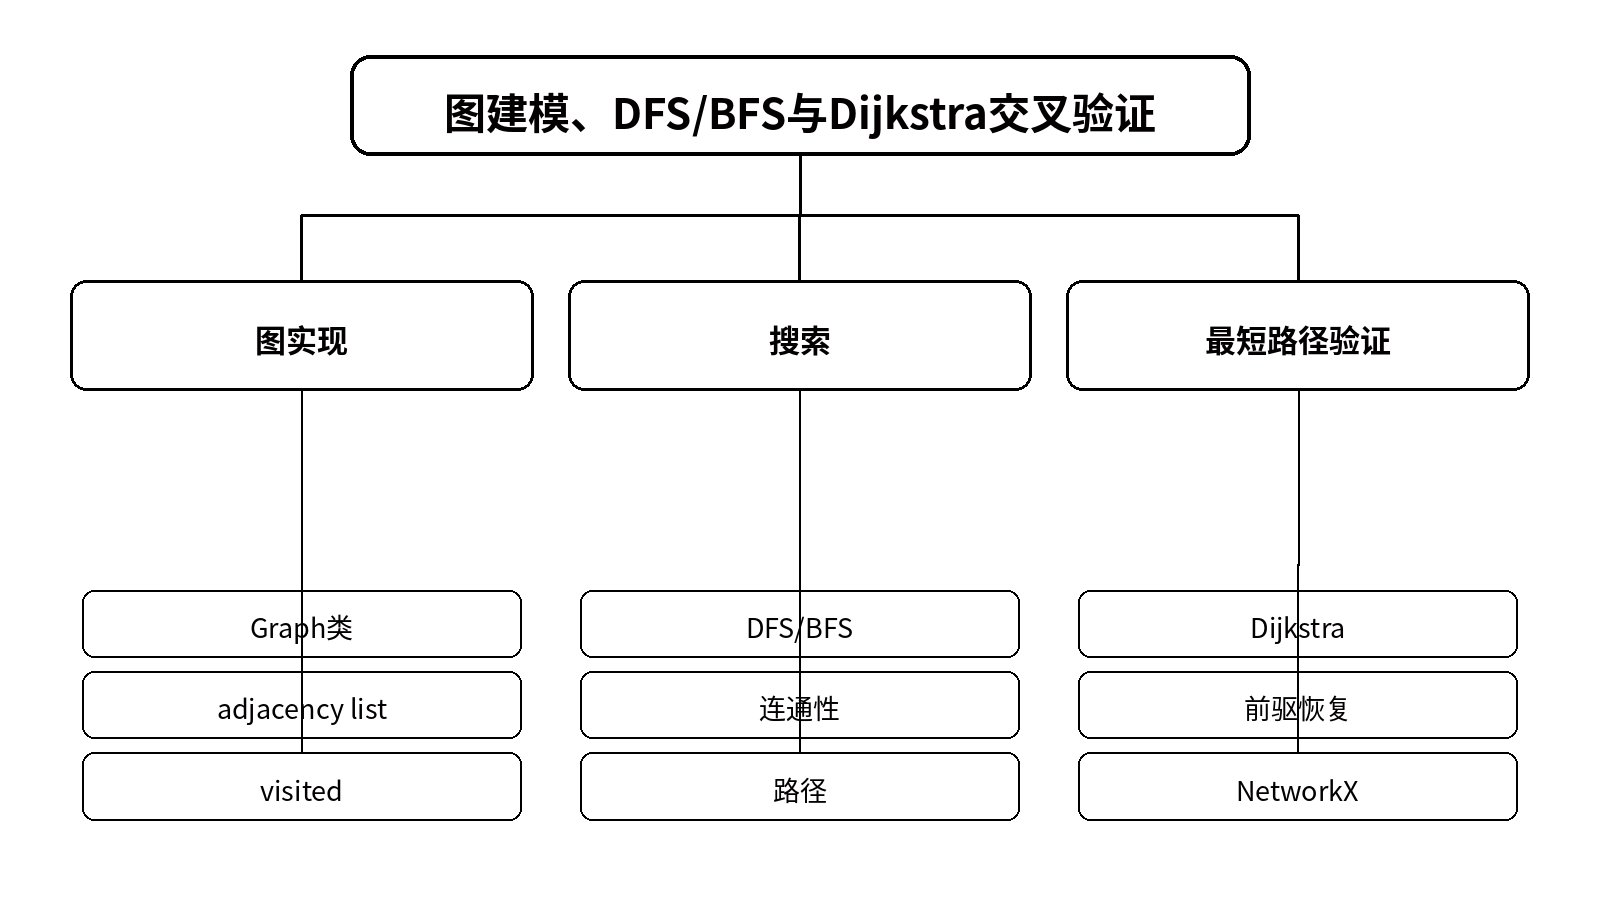 图建模、DFS/BFS与Dijkstra交叉验证
图实现
搜索
最短路径验证
Graph类
DFS/BFS
Dijkstra
adjacency list
连通性
前驱恢复
visited
路径
NetworkX